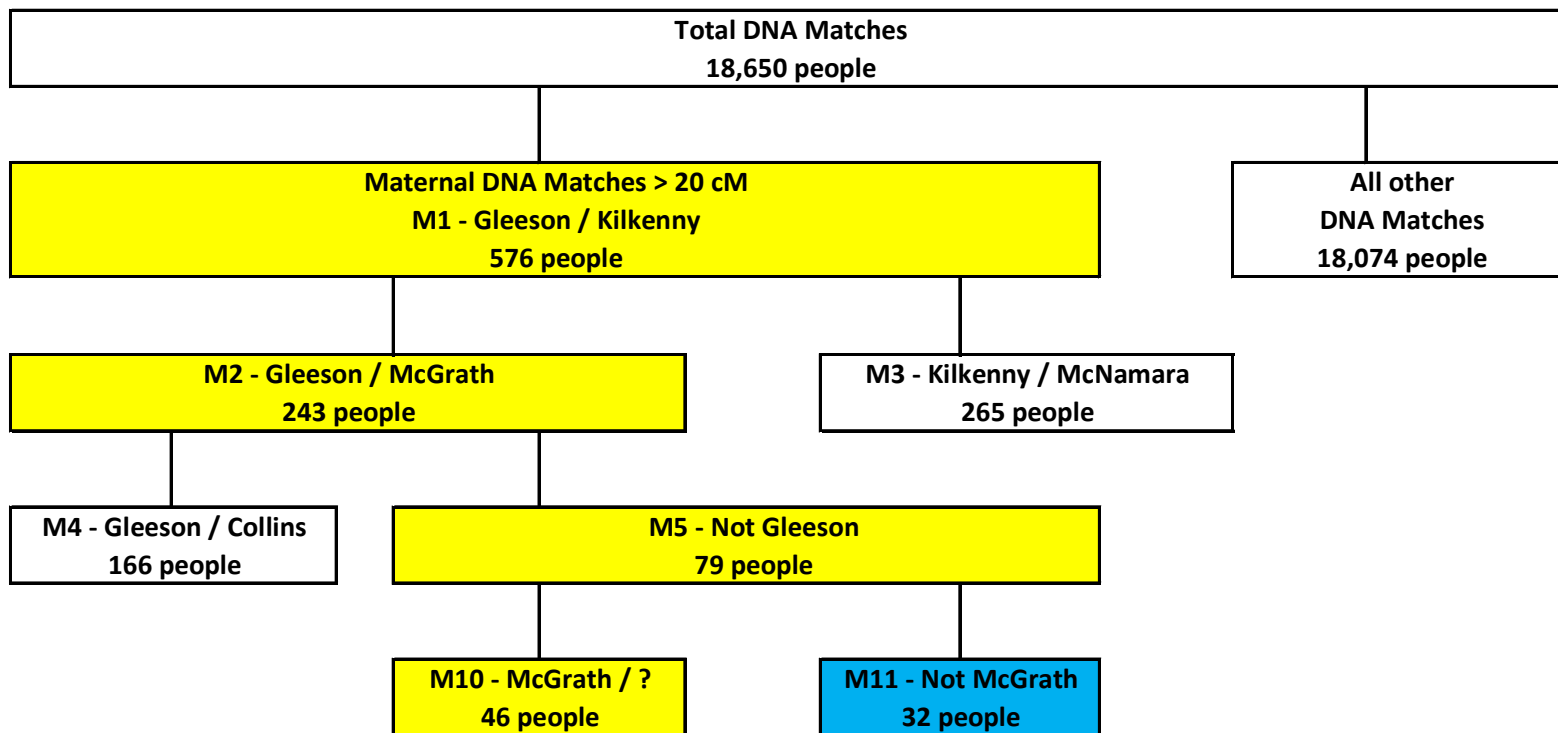 Total DNA Matches
18,650 people
Maternal DNA Matches > 20 cM
M1 - Gleeson / Kilkenny
576 people
All other
DNA Matches
18,074 people
M2 - Gleeson / McGrath
243 people
M3 - Kilkenny / McNamara
265 people
M4 - Gleeson / Collins
166 people
M5 - Not Gleeson
79 people
M10 - McGrath / ?
46 people
M11 - Not McGrath
32 people